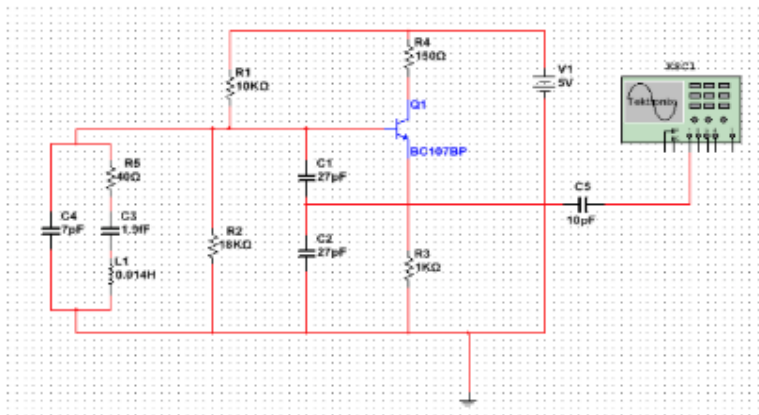 R4
150Ω
XSC1
R1
10KΩ
V1
5V
Q1
Tektronix
BC107BP
R5
40Ω
C1
27pF
C5
10pF
C4
7pF
C3
1.9fF
R2
18KΩ
C2
27pF
R3
1KΩ
L1
0.014H